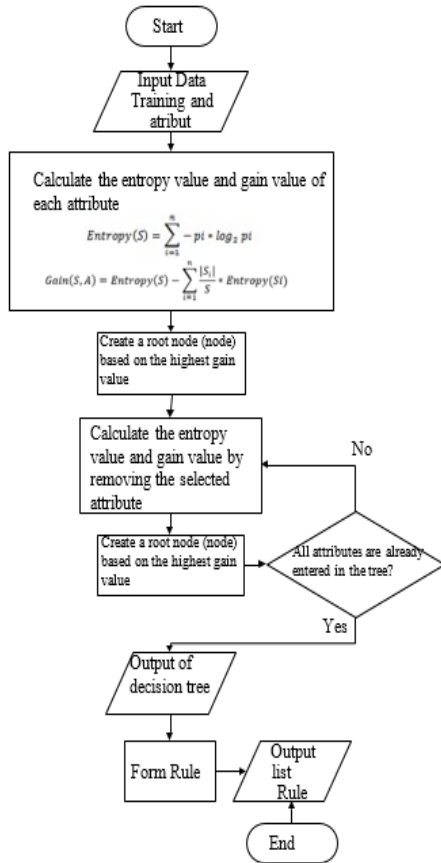 Start
Input Data
Training and
atribut
Calculate the entropy value and gain value of
each attribute
Entropy(S) = ∑ᵢ₌₁ⁿ − pi * log₂ pi
Gain(S, A) = Entropy(S) − ∑ᵢ₌₁ⁿ |Sᵢ|/S * Entropy(Si)
Create a root node (node)
based on the highest gain
value
Calculate the entropy
value and gain value by
removing the selected
attribute
No
Create a root node (node)
based on the highest gain
value
All attributes are already
entered in the tree?
Yes
Output of
decision tree
Form Rule
Output
list
Rule
End